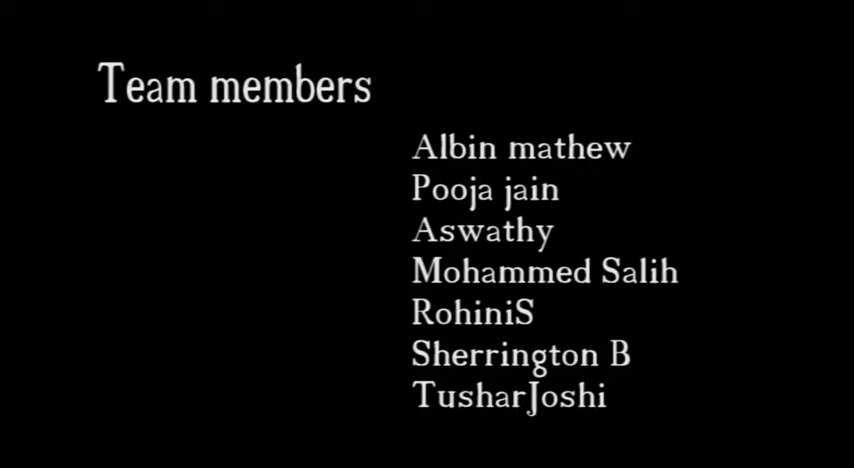 Team members
Albin mathew
Pooja jain
Aswathy
Mohammed Salih
RohiniS
Sherrington B
TusharJoshi